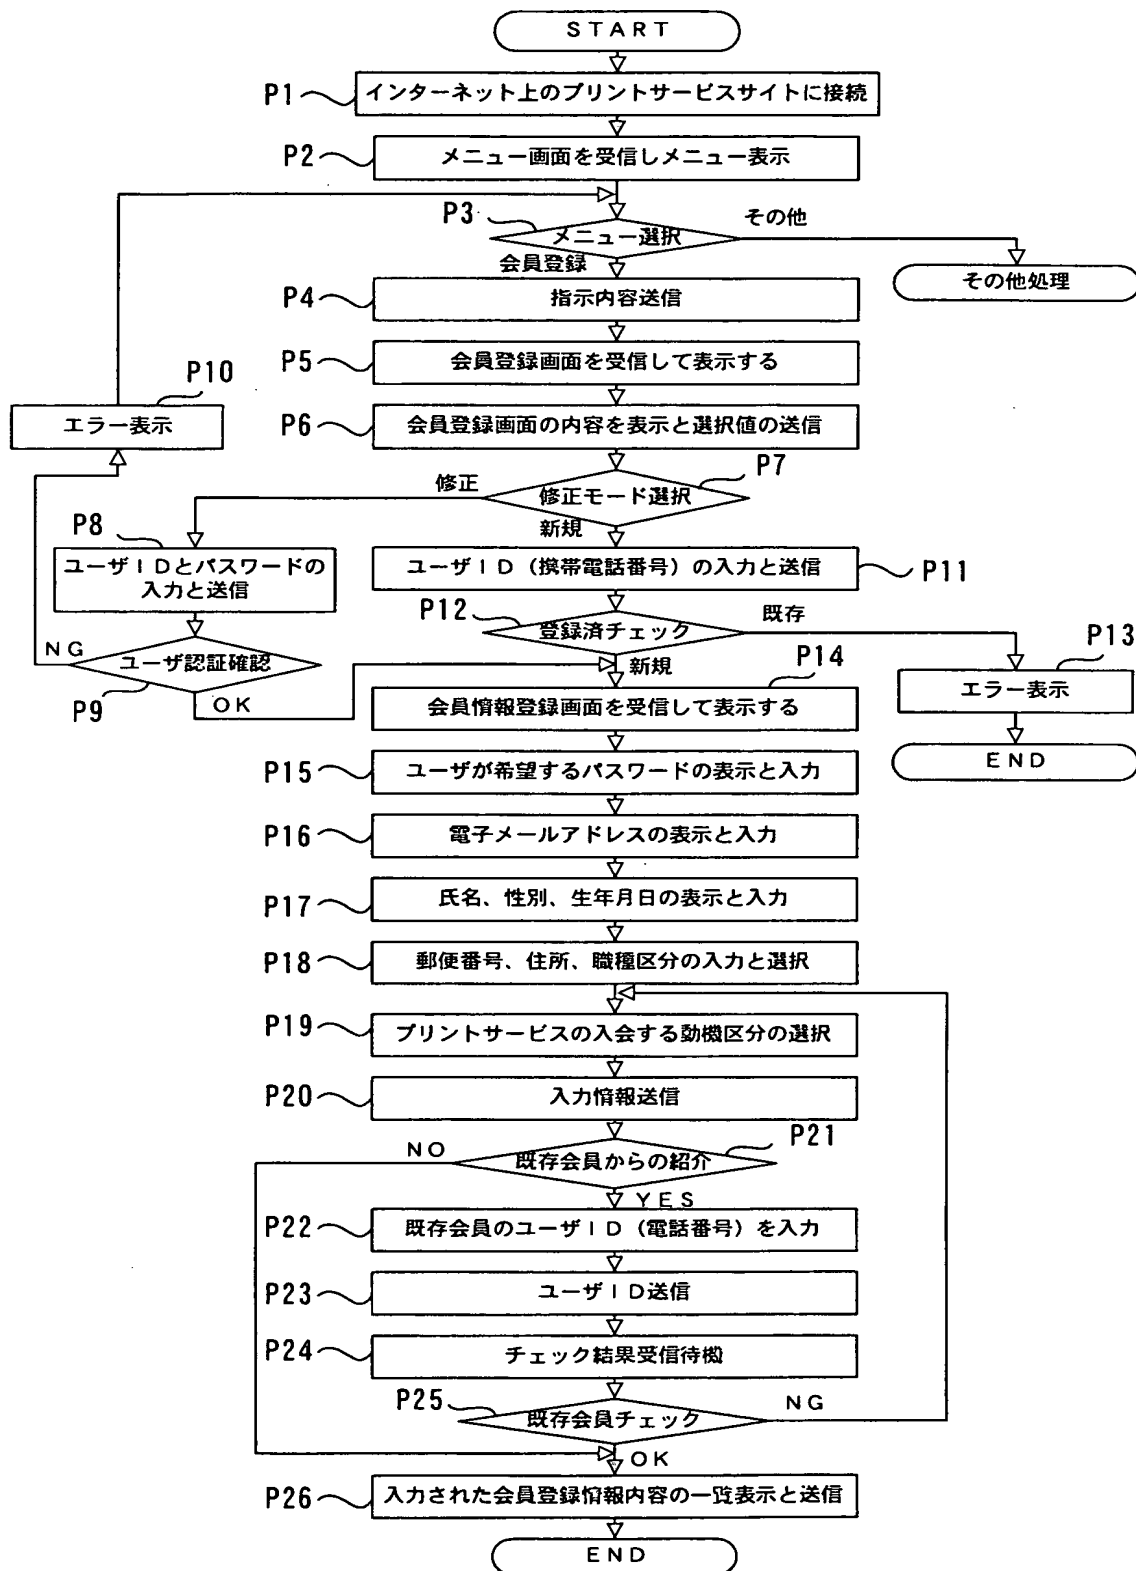 START
P1
インターネット上のプリントサービスサイトに接続
P2
メニュー画面を受信しメニュー表示
P3
メニュー選択
その他
その他処理
会員登録
P4
指示内容送信
P5
会員登録画面を受信して表示する
P10
エラー表示
P6
会員登録画面の内容を表示と選択値の送信
P7
修正モード選択
修正
新規
P8
ユーザIDとパスワードの
入力と送信
P11
ユーザID(携帯電話番号)の入力と送信
P12
登録済チェック
既存
新規
P9
ユーザ認証確認
NG
OK
P13
エラー表示
END
P14
会員情報登録画面を受信して表示する
P15
ユーザが希望するパスワードの表示と入力
P16
電子メールアドレスの表示と入力
P17
氏名、性別、生年月日の表示と入力
P18
郵便番号、住所、職種区分の入力と選択
P19
プリントサービスの入会する動機区分の選択
P20
入力情報送信
P21
既存会員からの紹介
NO
YES
P22
既存会員のユーザID(電話番号)を入力
P23
ユーザID送信
P24
チェック結果受信待機
P25
既存会員チェック
NG
OK
P26
入力された会員登録情報内容の一覧表示と送信
END